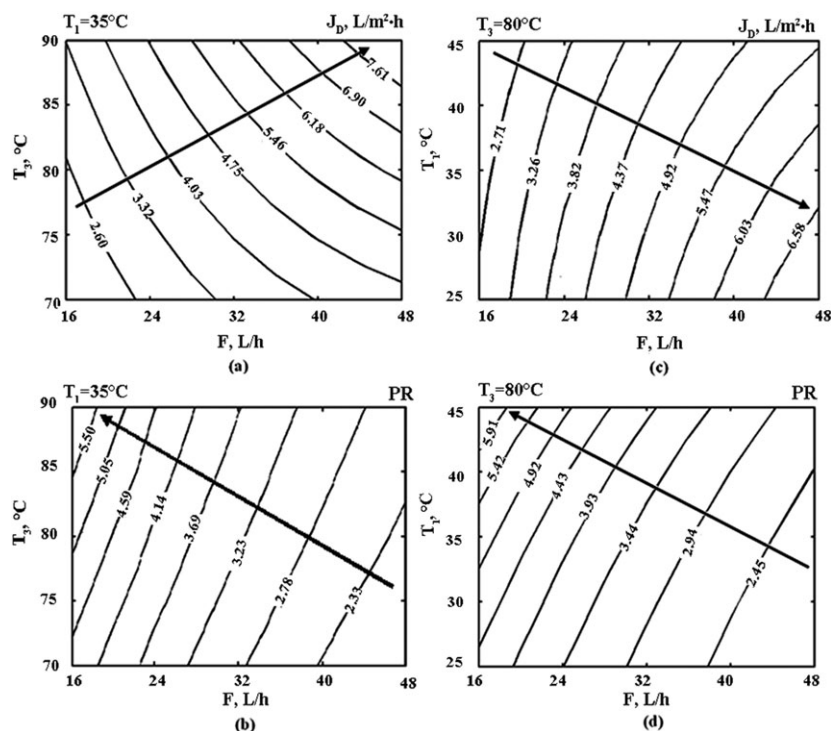 T₁=35°C J_D, L/m²·h
90
85
80
75
70
T₃, °C
2.60
3.32
4.03
4.75
5.46
6.18
6.90
7.61
16 24 32 40 48
F, L/h
(a)
T₃=80°C J_D, L/m²·h
45
40
35
30
25
T₁, °C
2.71
3.26
3.82
4.37
4.92
5.47
6.03
6.58
16 24 32 40 48
F, L/h
(c)
T₁=35°C PR
90
85
80
75
70
T₃, °C
5.50
5.05
4.59
4.14
3.69
3.23
2.78
2.33
16 24 32 40 48
F, L/h
(b)
T₃=80°C PR
45
40
35
30
25
T₁, °C
5.91
5.42
4.92
4.43
3.93
3.44
2.94
2.45
16 24 32 40 48
F, L/h
(d)